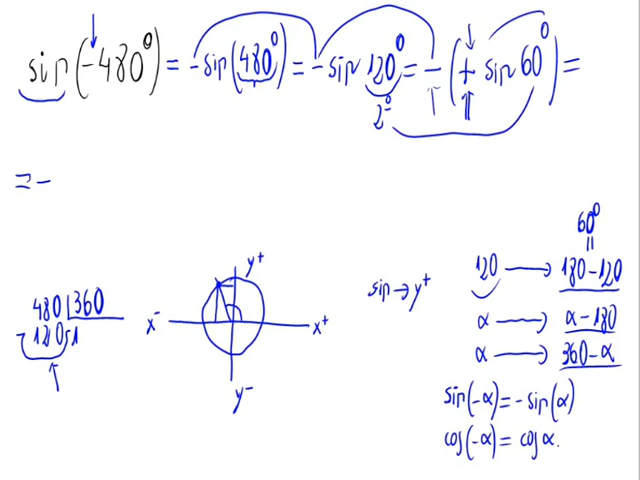 sin(-480°) = -sin(480°) = -sin 120° = -(+ sin 60°) =
2º
= -
60°
||
120 → 180-120
α → α-180
α → 360-α
sin(-α) = -sin(α)
cos(-α) = cos α.
sin → y+
y+
x- x+
y-
480 |360
120 1